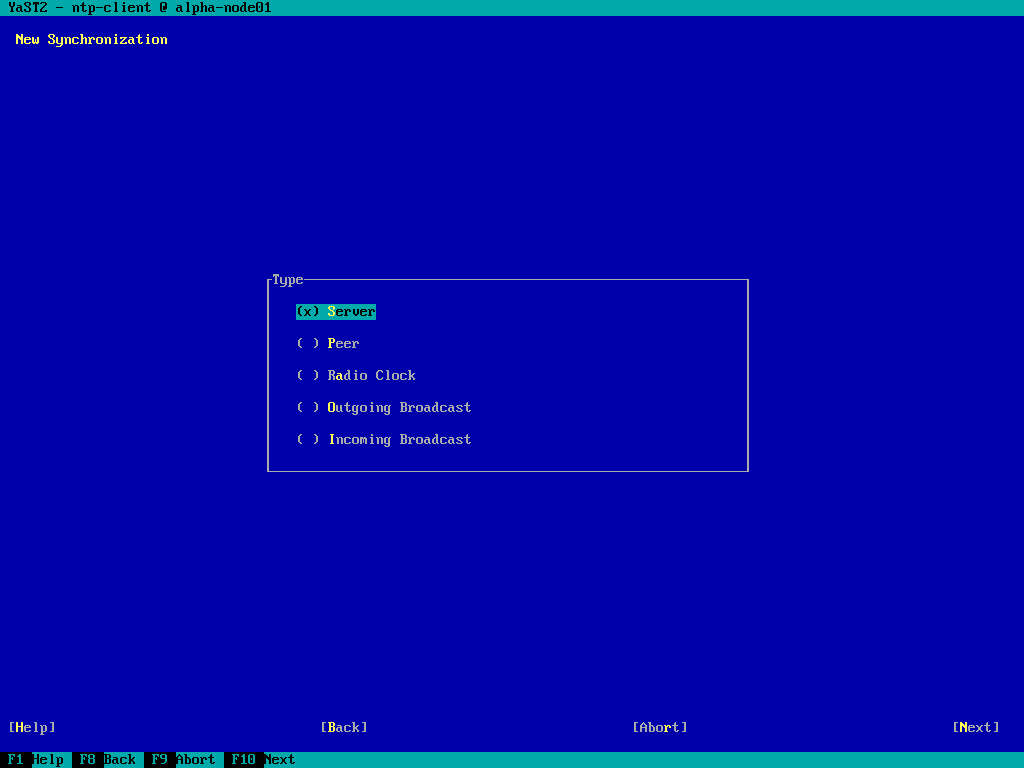 YaST2 - ntp-client @ alpha-node01
New Synchronization
Type
(x) Server
( ) Peer
( ) Radio Clock
( ) Outgoing Broadcast
( ) Incoming Broadcast
[Help] [Back] [Abort] [Next]
F1 Help F8 Back F9 Abort F10 Next